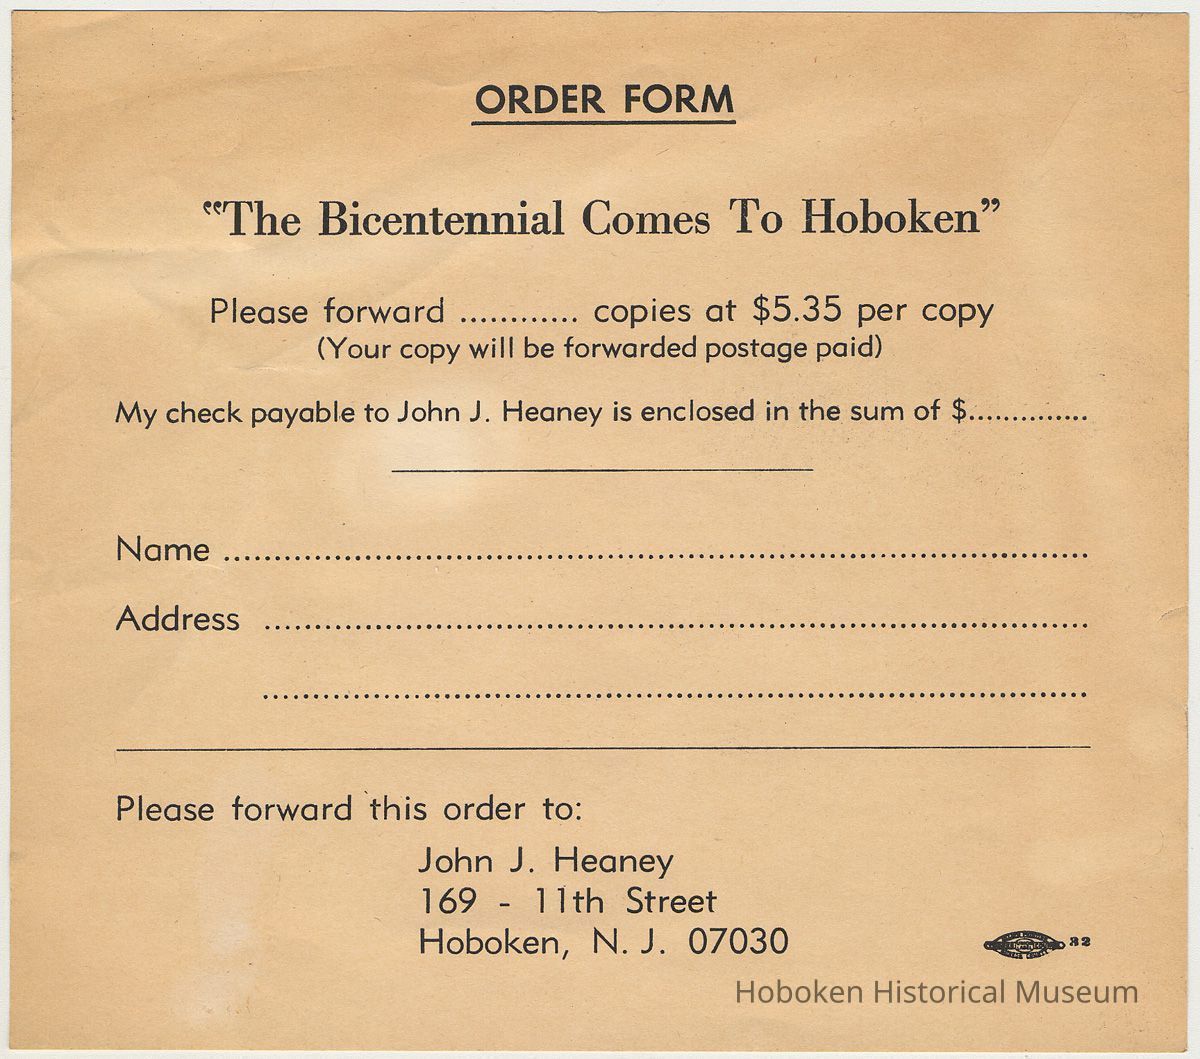 ORDER FORM
“The Bicentennial Comes To Hoboken”
Please forward ............ copies at $5.35 per copy
(Your copy will be forwarded postage paid)
My check payable to John J. Heaney is enclosed in the sum of $..............
Name ........................................................................
Address .....................................................................
.....................................................................
Please forward this order to:
John J. Heaney
169 - 11th Street
Hoboken, N. J. 07030
32
Hoboken Historical Museum